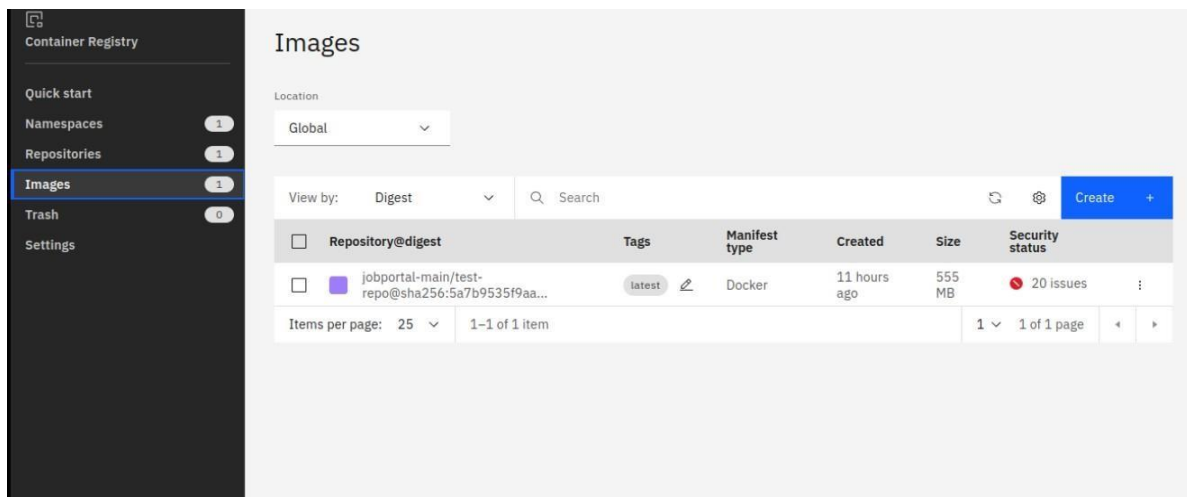 Container Registry
Quick start
Namespaces 1
Repositories 1
Images 1
Trash 0
Settings
Images
Location
Global
View by: Digest Search Create +
Repository@digest Tags Manifest type Created Size Security status
jobportal-main/test-
repo@sha256:5a7b9535f9aa... latest Docker 11 hours ago 555 MB 20 issues
Items per page: 25 1–1 of 1 item 1 1 of 1 page